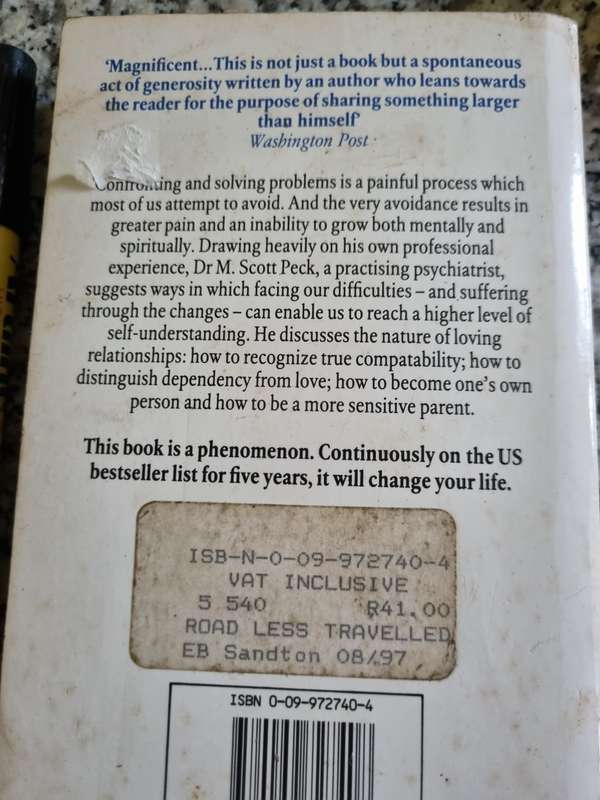 ‘Magnificent...This is not just a book but a spontaneous
act of generosity written by an author who leans towards
the reader for the purpose of sharing something larger
than himself’
Washington Post
Confronting and solving problems is a painful process which
most of us attempt to avoid. And the very avoidance results in
greater pain and an inability to grow both mentally and
spiritually. Drawing heavily on his own professional
experience, Dr M. Scott Peck, a practising psychiatrist,
suggests ways in which facing our difficulties – and suffering
through the changes – can enable us to reach a higher level of
self-understanding. He discusses the nature of loving
relationships: how to recognize true compatability; how to
distinguish dependency from love; how to become one’s own
person and how to be a more sensitive parent.
This book is a phenomenon. Continuously on the US
bestseller list for five years, it will change your life.
ISB-N-0-09-972740-4
VAT INCLUSIVE
5 540 R41.00
ROAD LESS TRAVELLED
EB Sandton 08/97
ISBN 0-09-972740-4